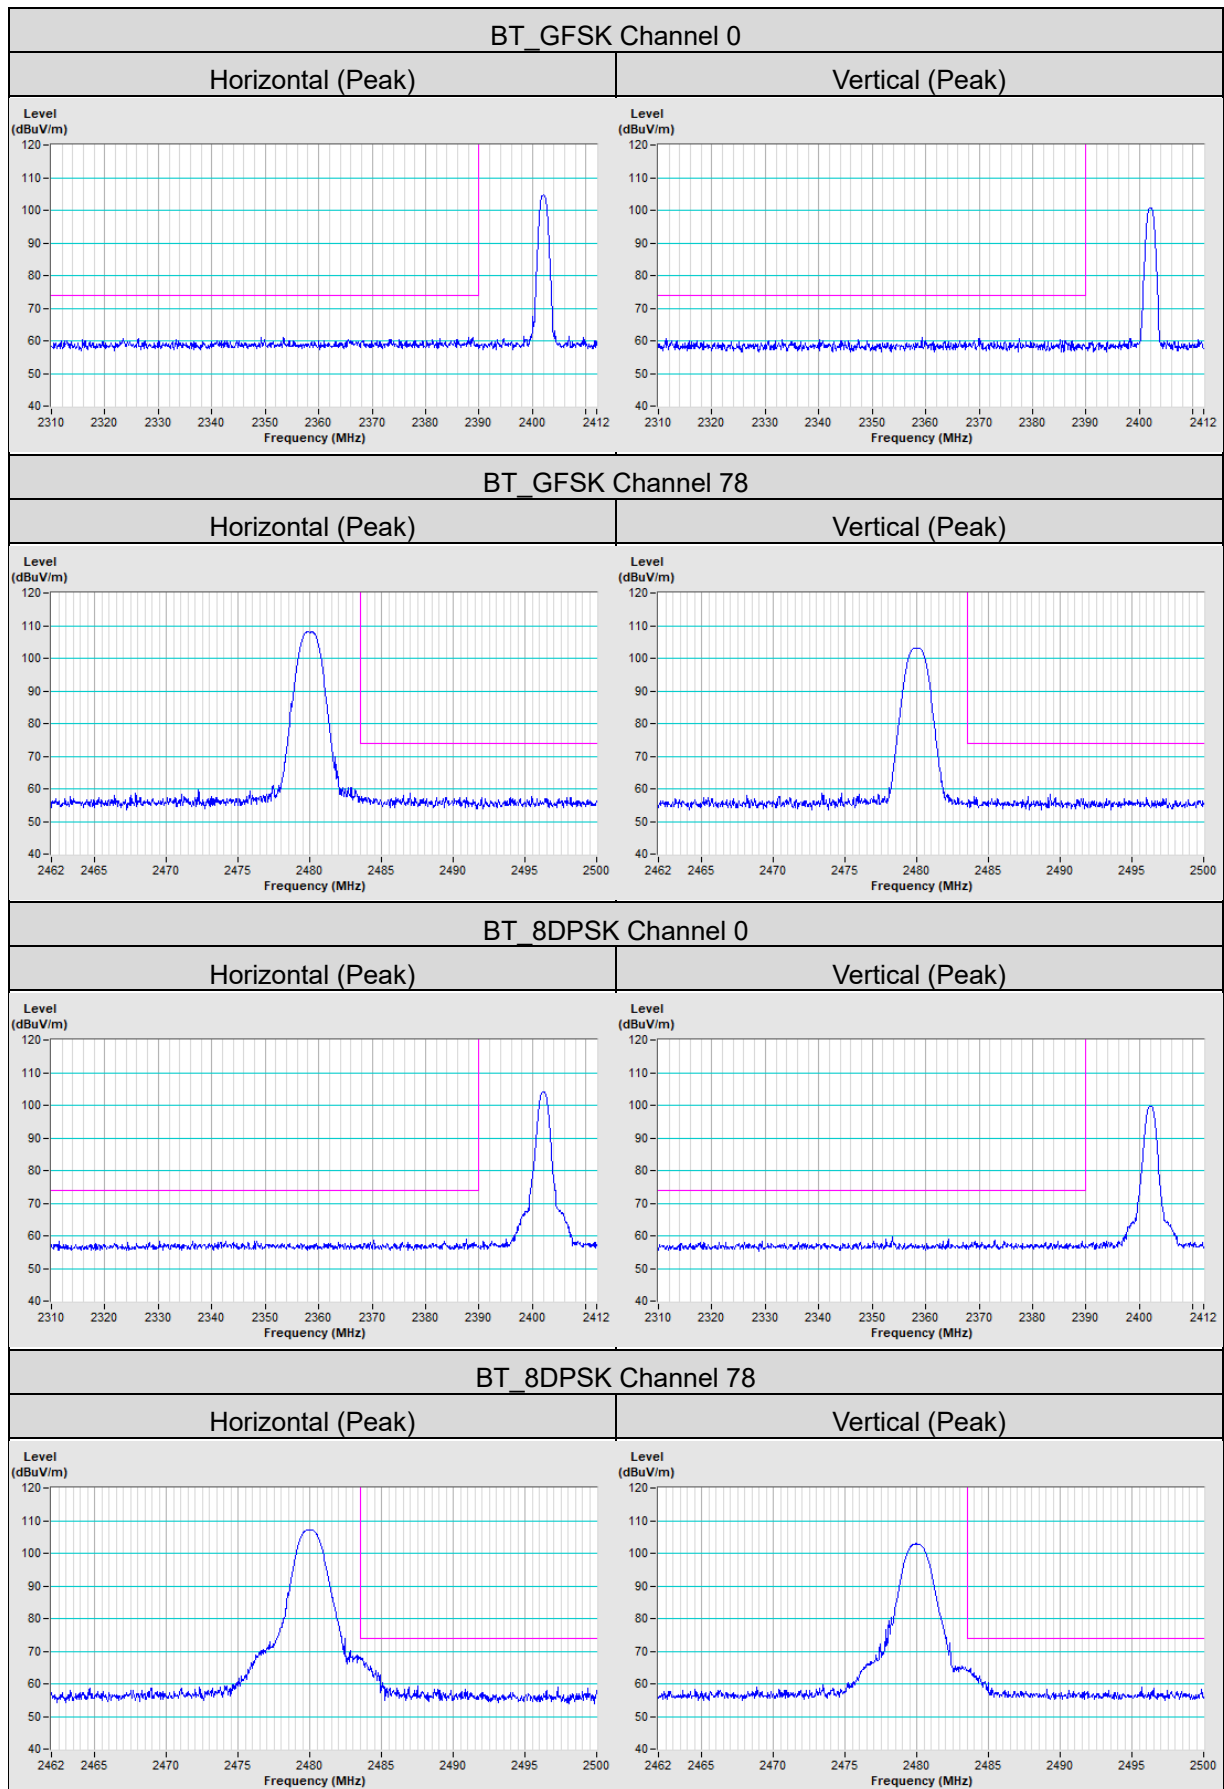 BT_GFSK Channel 0
Horizontal (Peak)
Vertical (Peak)
Level
(dBuV/m)
120
110
100
90
80
70
60
50
40
2310 2320 2330 2340 2350 2360 2370 2380 2390 2400 2412
Frequency (MHz)
Level
(dBuV/m)
120
110
100
90
80
70
60
50
40
2310 2320 2330 2340 2350 2360 2370 2380 2390 2400 2412
Frequency (MHz)
BT_GFSK Channel 78
Horizontal (Peak)
Vertical (Peak)
Level
(dBuV/m)
120
110
100
90
80
70
60
50
40
2462 2465 2470 2475 2480 2485 2490 2495 2500
Frequency (MHz)
Level
(dBuV/m)
120
110
100
90
80
70
60
50
40
2462 2465 2470 2475 2480 2485 2490 2495 2500
Frequency (MHz)
BT_8DPSK Channel 0
Horizontal (Peak)
Vertical (Peak)
Level
(dBuV/m)
120
110
100
90
80
70
60
50
40
2310 2320 2330 2340 2350 2360 2370 2380 2390 2400 2412
Frequency (MHz)
Level
(dBuV/m)
120
110
100
90
80
70
60
50
40
2310 2320 2330 2340 2350 2360 2370 2380 2390 2400 2412
Frequency (MHz)
BT_8DPSK Channel 78
Horizontal (Peak)
Vertical (Peak)
Level
(dBuV/m)
120
110
100
90
80
70
60
50
40
2462 2465 2470 2475 2480 2485 2490 2495 2500
Frequency (MHz)
Level
(dBuV/m)
120
110
100
90
80
70
60
50
40
2462 2465 2470 2475 2480 2485 2490 2495 2500
Frequency (MHz)